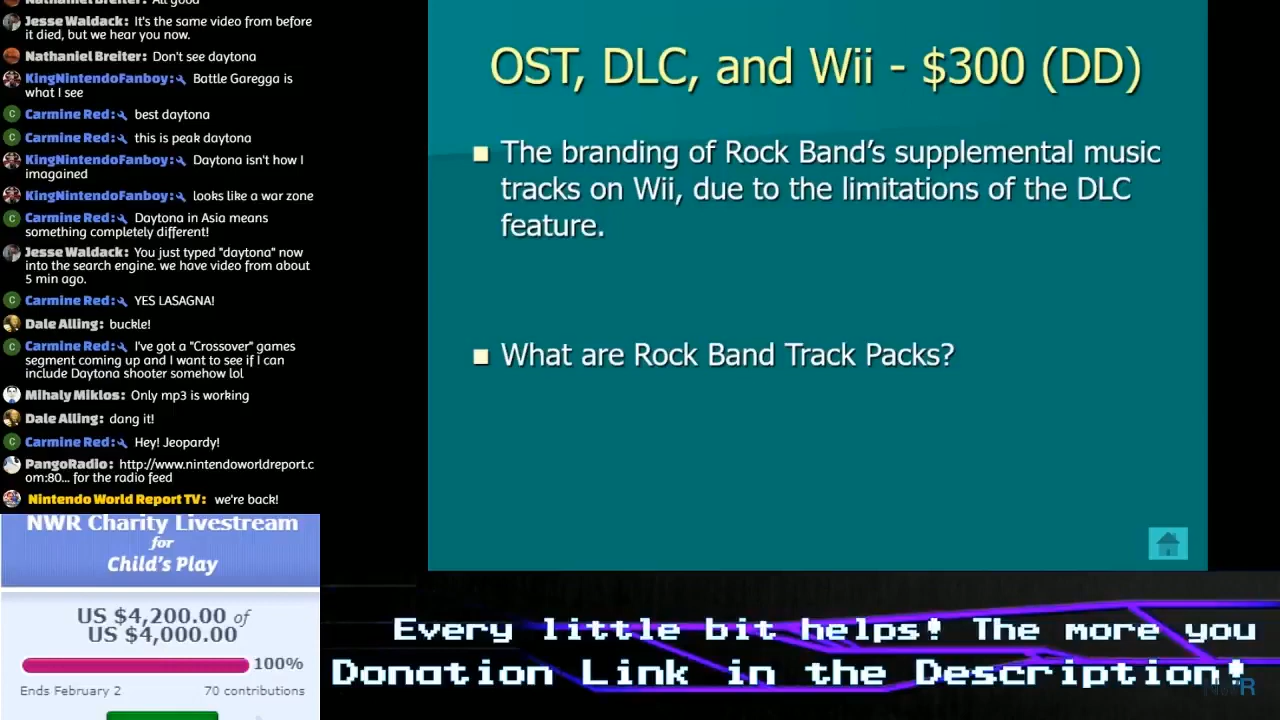 Nathaniel Breiter: All good
Jesse Waldack: It's the same video from before
it died, but we hear you now.
Nathaniel Breiter: Don't see daytona
KingNintendoFanboy: Battle Garegga is
what I see
C Carmine Red: best daytona
C Carmine Red: this is peak daytona
KingNintendoFanboy: Daytona isn't how I
imagained
KingNintendoFanboy: looks like a war zone
C Carmine Red: Daytona in Asia means
something completely different!
Jesse Waldack: You just typed "daytona" now
into the search engine. we have video from about
5 min ago.
C Carmine Red: YES LASAGNA!
Dale Alling: buckle!
C Carmine Red: I've got a "Crossover" games
segment coming up and I want to see if I can
include Daytona shooter somehow lol
Mihaly Miklos: Only mp3 is working
Dale Alling: dang it!
C Carmine Red: Hey! Jeopardy!
PangoRadio: http://www.nintendoworldreport.c
om:80... for the radio feed
Nintendo World Report TV: we're back!
NWR Charity Livestream
for
Child's Play
US $4,200.00 of
US $4,000.00
100%
Ends February 2 70 contributions
OST, DLC, and Wii - $300 (DD)
The branding of Rock Band's supplemental music
tracks on Wii, due to the limitations of the DLC
feature.
What are Rock Band Track Packs?
Every little bit helps! The more you
Donation Link in the Description!
NWR